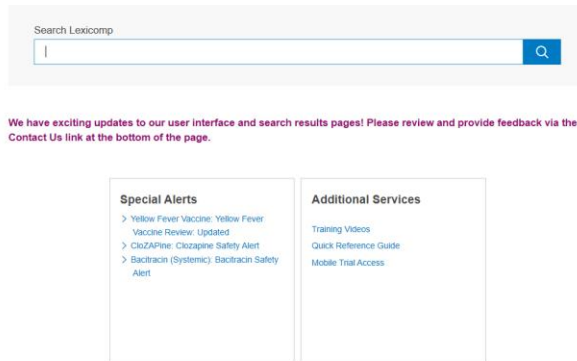 Search Lexicomp
We have exciting updates to our user interface and search results pages! Please review and provide feedback via the
Contact Us link at the bottom of the page.
Special Alerts
Yellow Fever Vaccine: Yellow Fever
Vaccine Review: Updated
CloZAPine: Clozapine Safety Alert
Bacitracin (Systemic): Bacitracin Safety
Alert
Additional Services
Training Videos
Quick Reference Guide
Mobile Trial Access